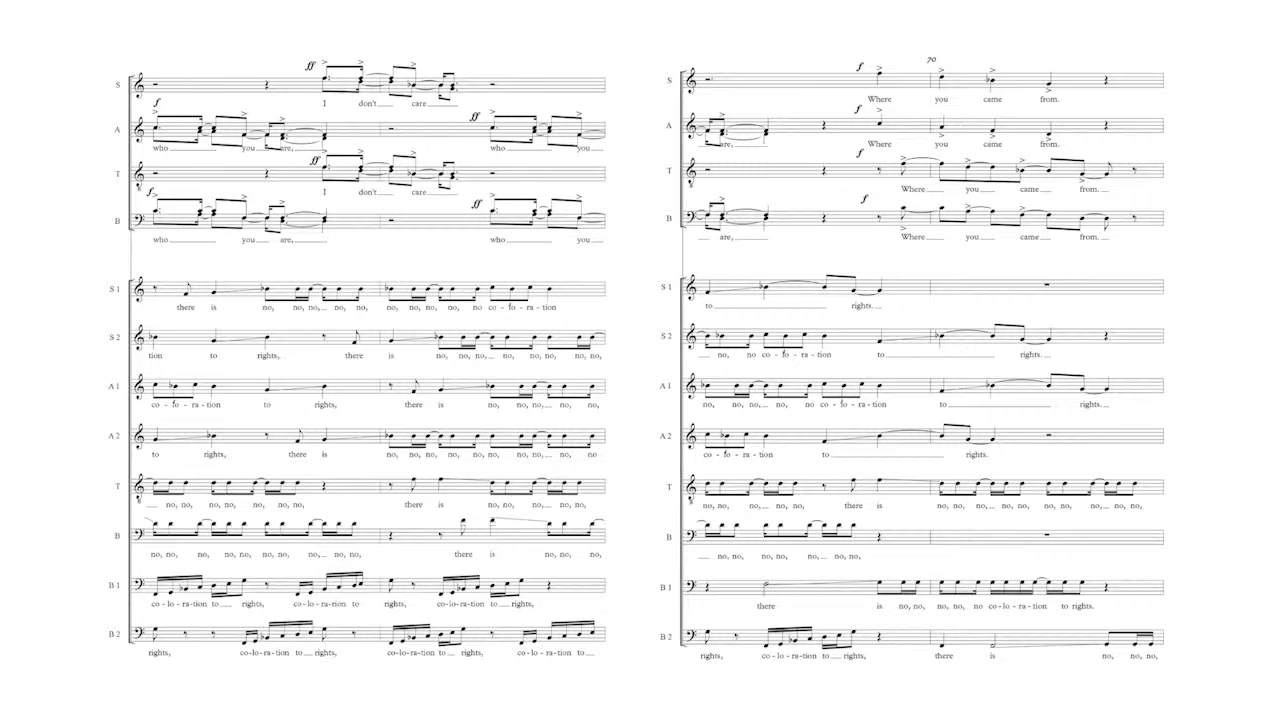 S
ff
I don't care
f
A
ff
who you are, who you
T
ff
I don't care
f
B
ff
who you are, who you
S 1
there is no, no, no, no, no, no, no, no, no co - lo - ra - tion
S 2
tion to rights, there is no, no, no, no, no, no,
A 1
co - lo - ra - tion to rights, there is no, no, no, no,
A 2
to rights, there is no, no, no, no, no, no, no
T
no, no, no, no, no, no, there is no, no, no, no,
B
no, no, no, no, no, no, no, no, there is no, no, no,
B 1
co - lo - ra - tion to rights, co - lo - ra - rion to rights, co - lo - ra - tion to rights,
B 2
rights, co - lo - ra - tion to rights, co - lo - ra - tion to rights, co - lo - ra - tion to
70
S
f
Where you came from.
A
f
are, Where you came from.
T
f
Where you came from.
B
f
are, Where you came from.
S 1
to rights.
S 2
no, no co - lo - ra - tion to rights.
A 1
no, no, no, no, no co - lo - ra - tion to rights.
A 2
co - lo - ra - tion to rights.
T
no, no, no, no, no, there is no, no, no, no, no, no, no, no, no,
B
no, no, no, no, no, no, no,
B 1
there is no, no, no, no co - lo - ra - tion to rights.
B 2
rights, co - lo - ra - tion to rights, there is no, no, no,